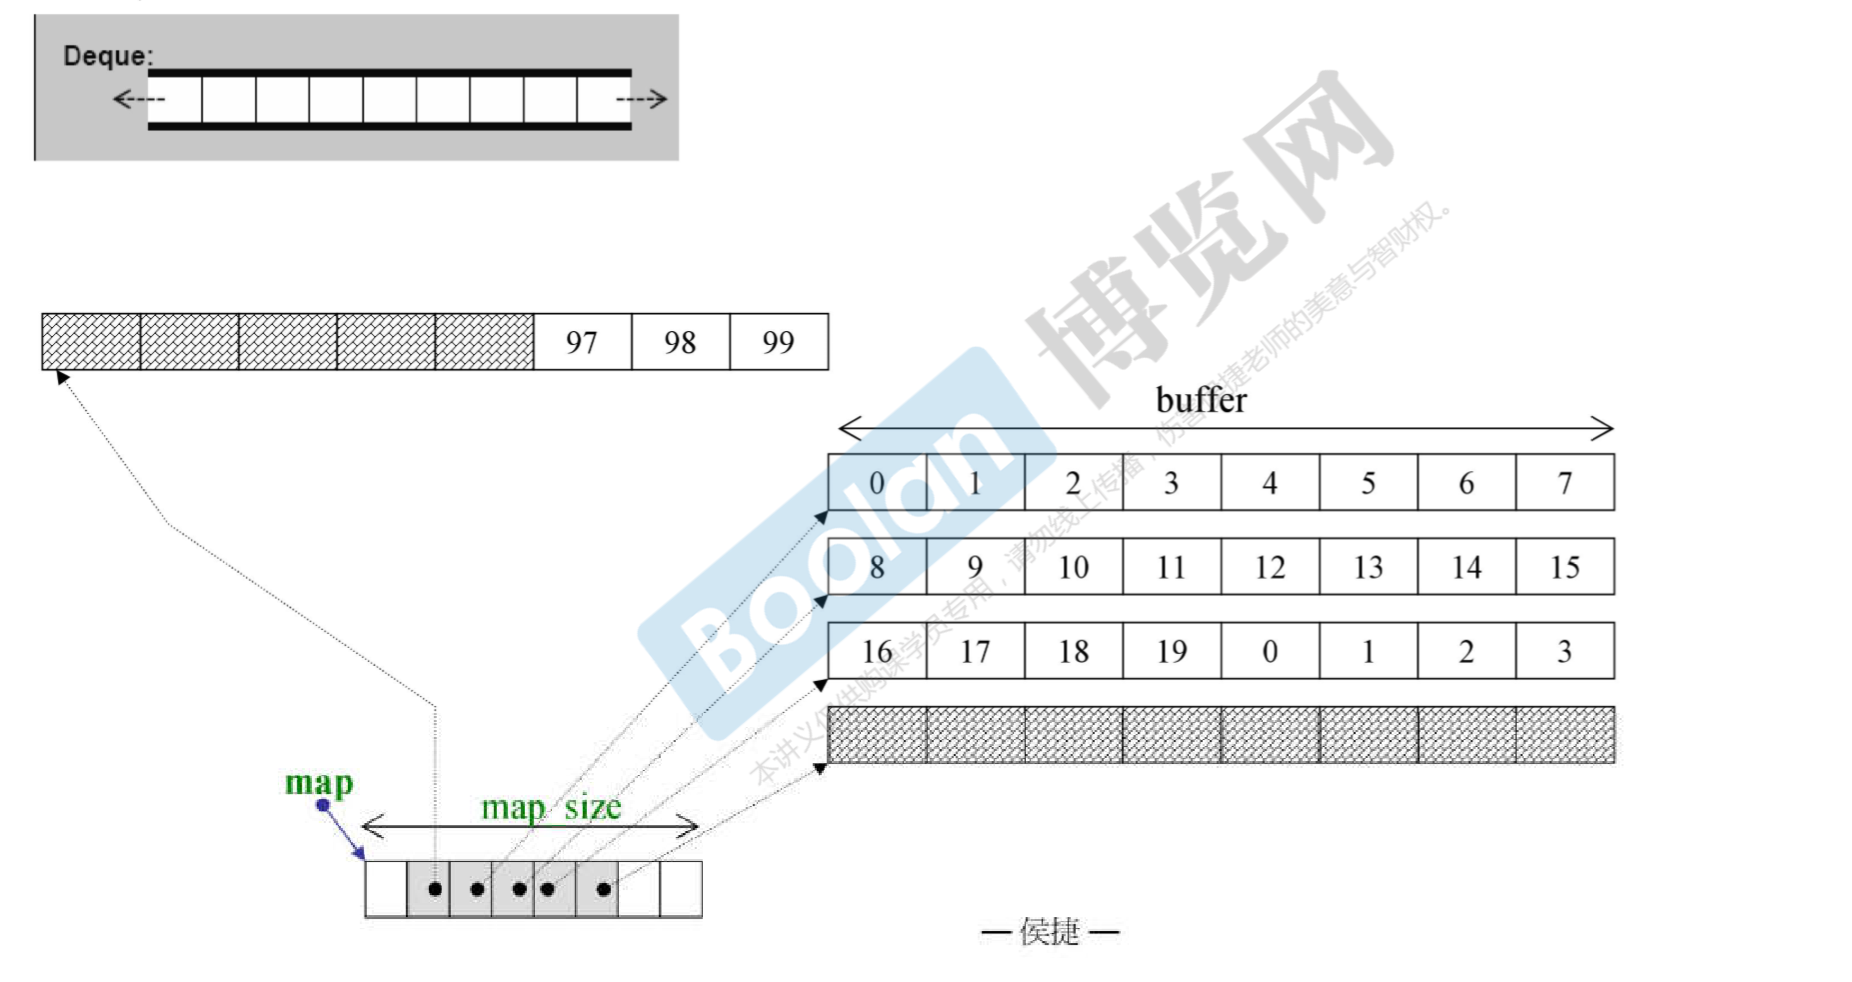 Deque:
博览网
Boolan
本讲义仅供购课学员专用，请勿线上传播，伤害侯捷老师的美意与智财权。
97 98 99
buffer
0 1 2 3 4 5 6 7
8 9 10 11 12 13 14 15
16 17 18 19 0 1 2 3
map
map_size
— 侯捷 —